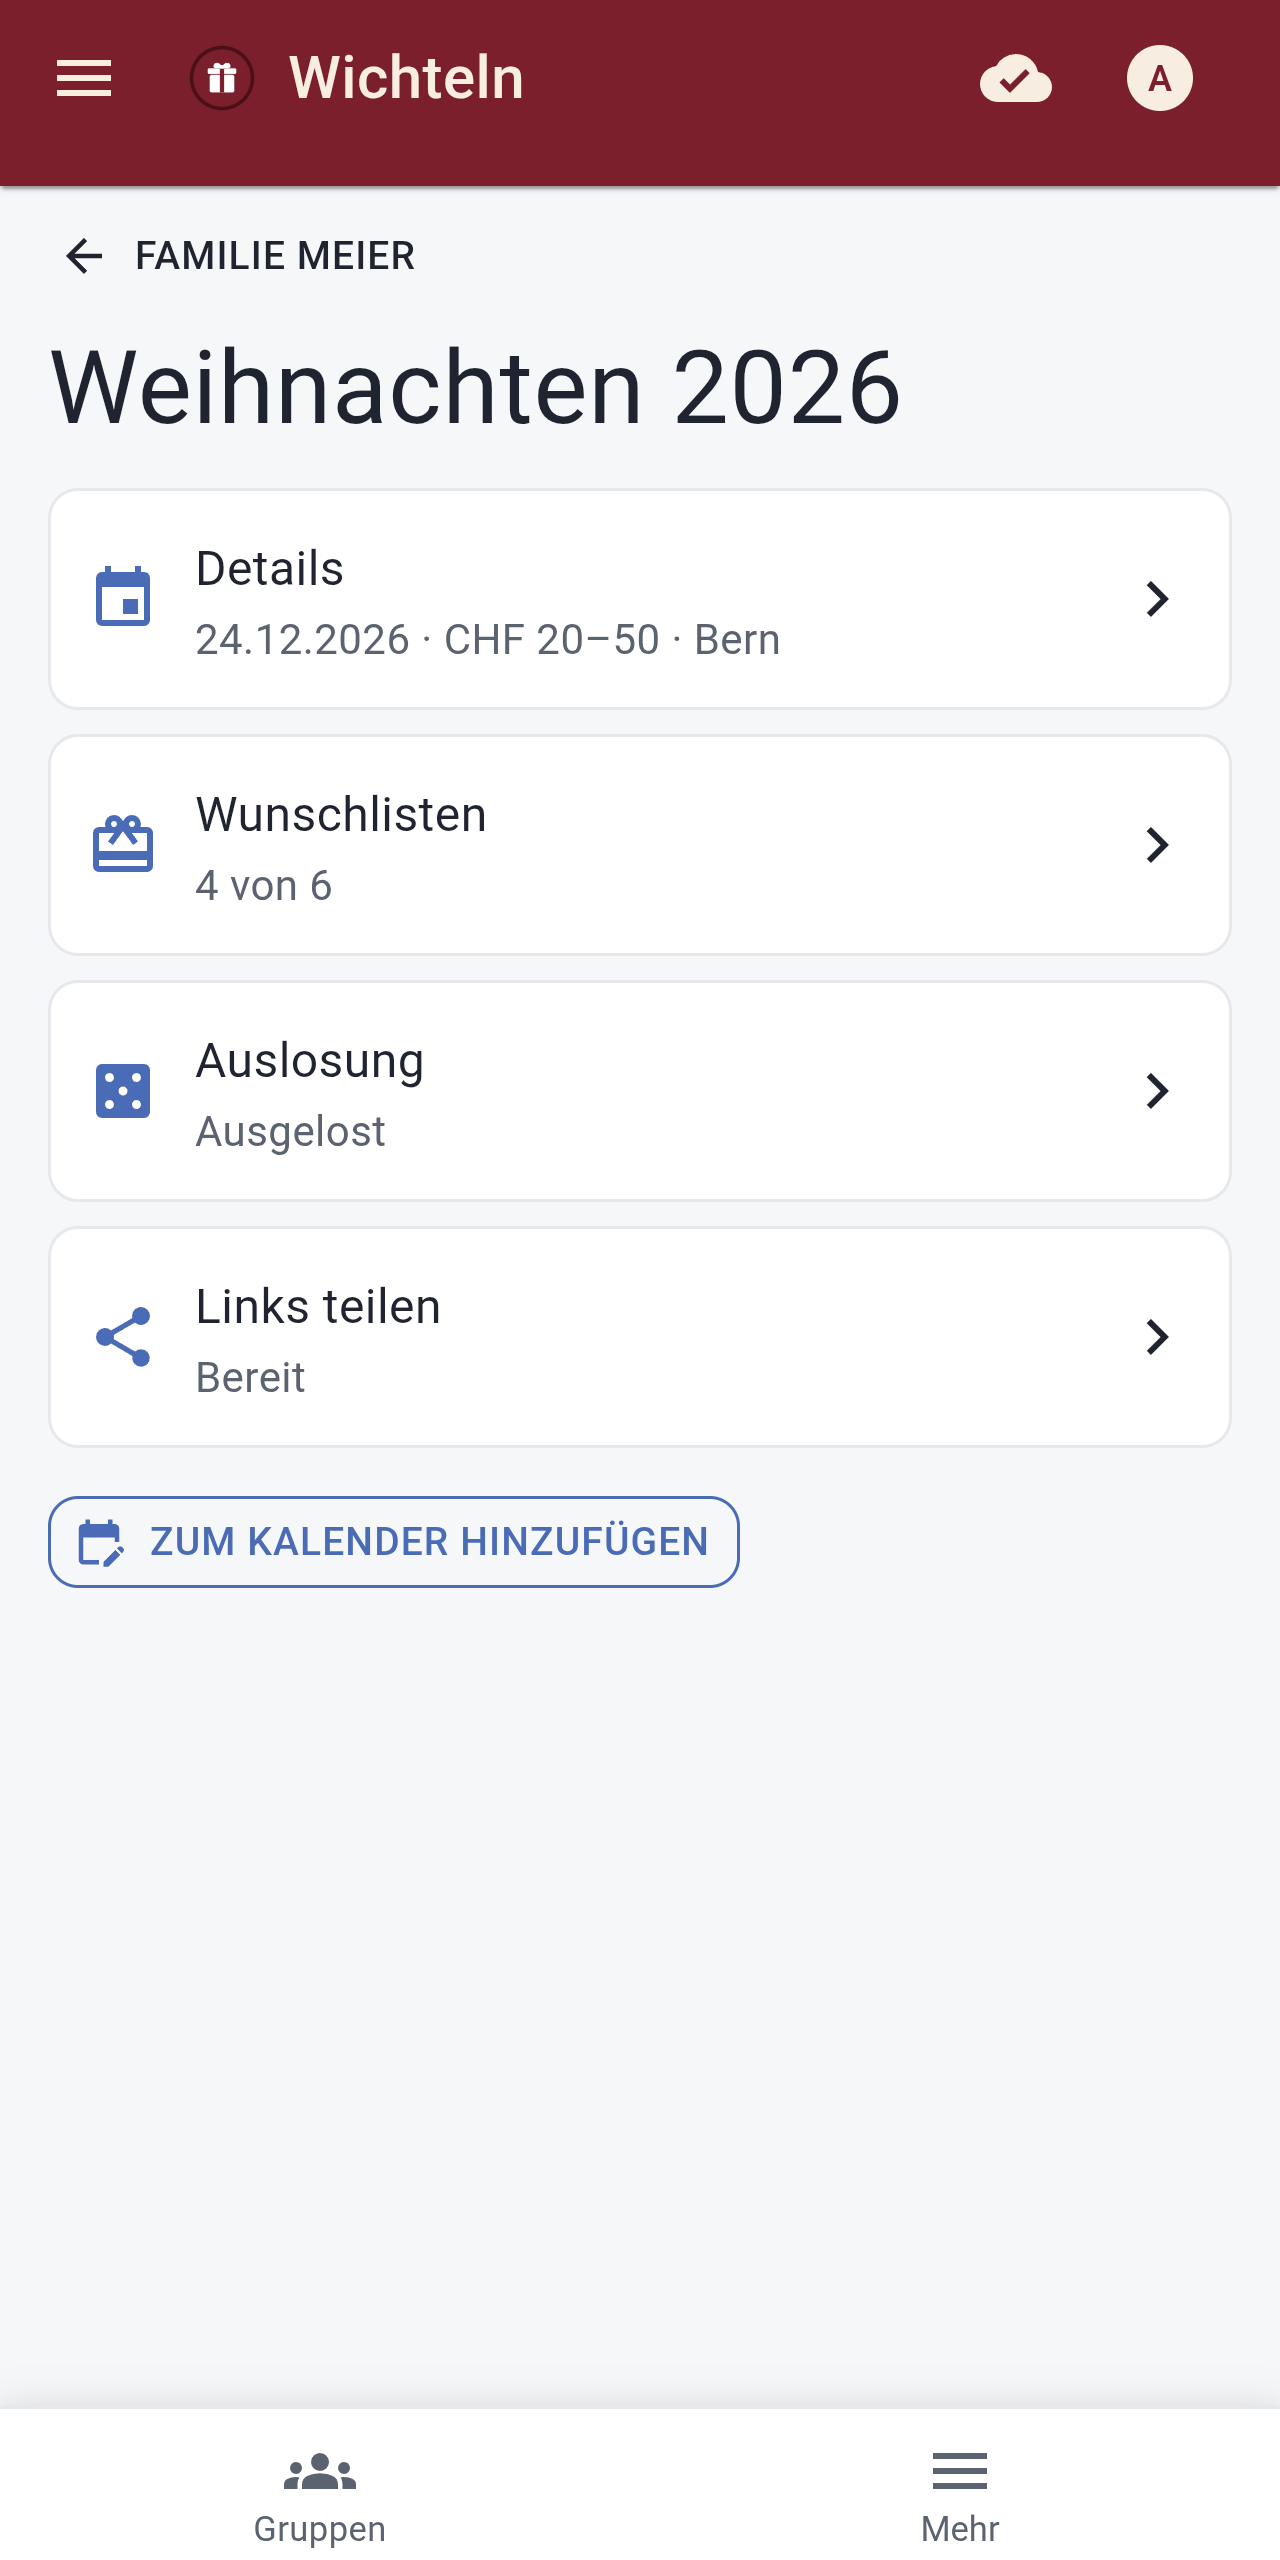 Wichteln
A
FAMILIE MEIER
Weihnachten 2026
Details
24.12.2026 · CHF 20–50 · Bern
Wunschlisten
4 von 6
Auslosung
Ausgelost
Links teilen
Bereit
ZUM KALENDER HINZUFÜGEN
Gruppen
Mehr